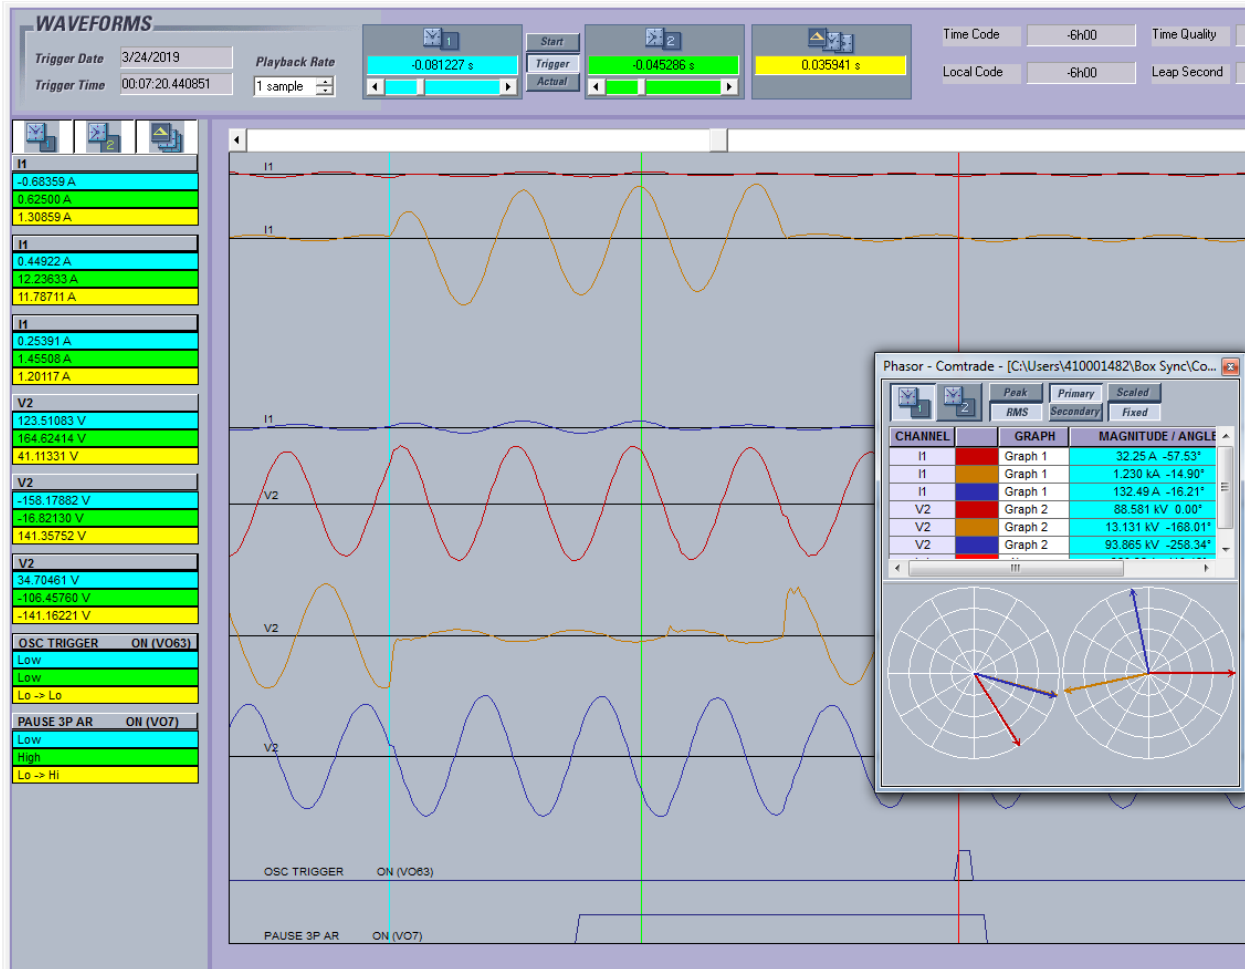 WAVEFORMS
Trigger Date 3/24/2019
Trigger Time 00:07:20.440851
Playback Rate
1 sample
1
-0.081227 s
Start
Trigger
Actual
2
-0.045286 s
0.035941 s
Time Code -6h00 Time Quality
Local Code -6h00 Leap Second
I1
-0.68359 A
0.62500 A
1.30859 A
I1
0.44922 A
12.23633 A
11.78711 A
I1
0.25391 A
1.45508 A
1.20117 A
V2
123.51083 V
164.62414 V
41.11331 V
V2
-158.17882 V
-16.82130 V
141.35752 V
V2
34.70461 V
-106.45760 V
-141.16221 V
OSC TRIGGER ON (VO63)
Low
Low
Lo -> Lo
PAUSE 3P AR ON (VO7)
Low
High
Lo -> Hi
I1
I1
I1
V2
V2
V2
OSC TRIGGER ON (VO63)
PAUSE 3P AR ON (VO7)
Phasor - Comtrade - [C:\Users\410001482\Box Sync\Co...
1
2
Peak Primary Scaled
RMS Secondary Fixed
CHANNEL GRAPH MAGNITUDE / ANGLE
I1 Graph 1 32.25 A -57.53°
I1 Graph 1 1.230 kA -14.90°
I1 Graph 1 132.49 A -16.21°
V2 Graph 2 88.581 kV 0.00°
V2 Graph 2 13.131 kV -168.01°
V2 Graph 2 93.865 kV -258.34°